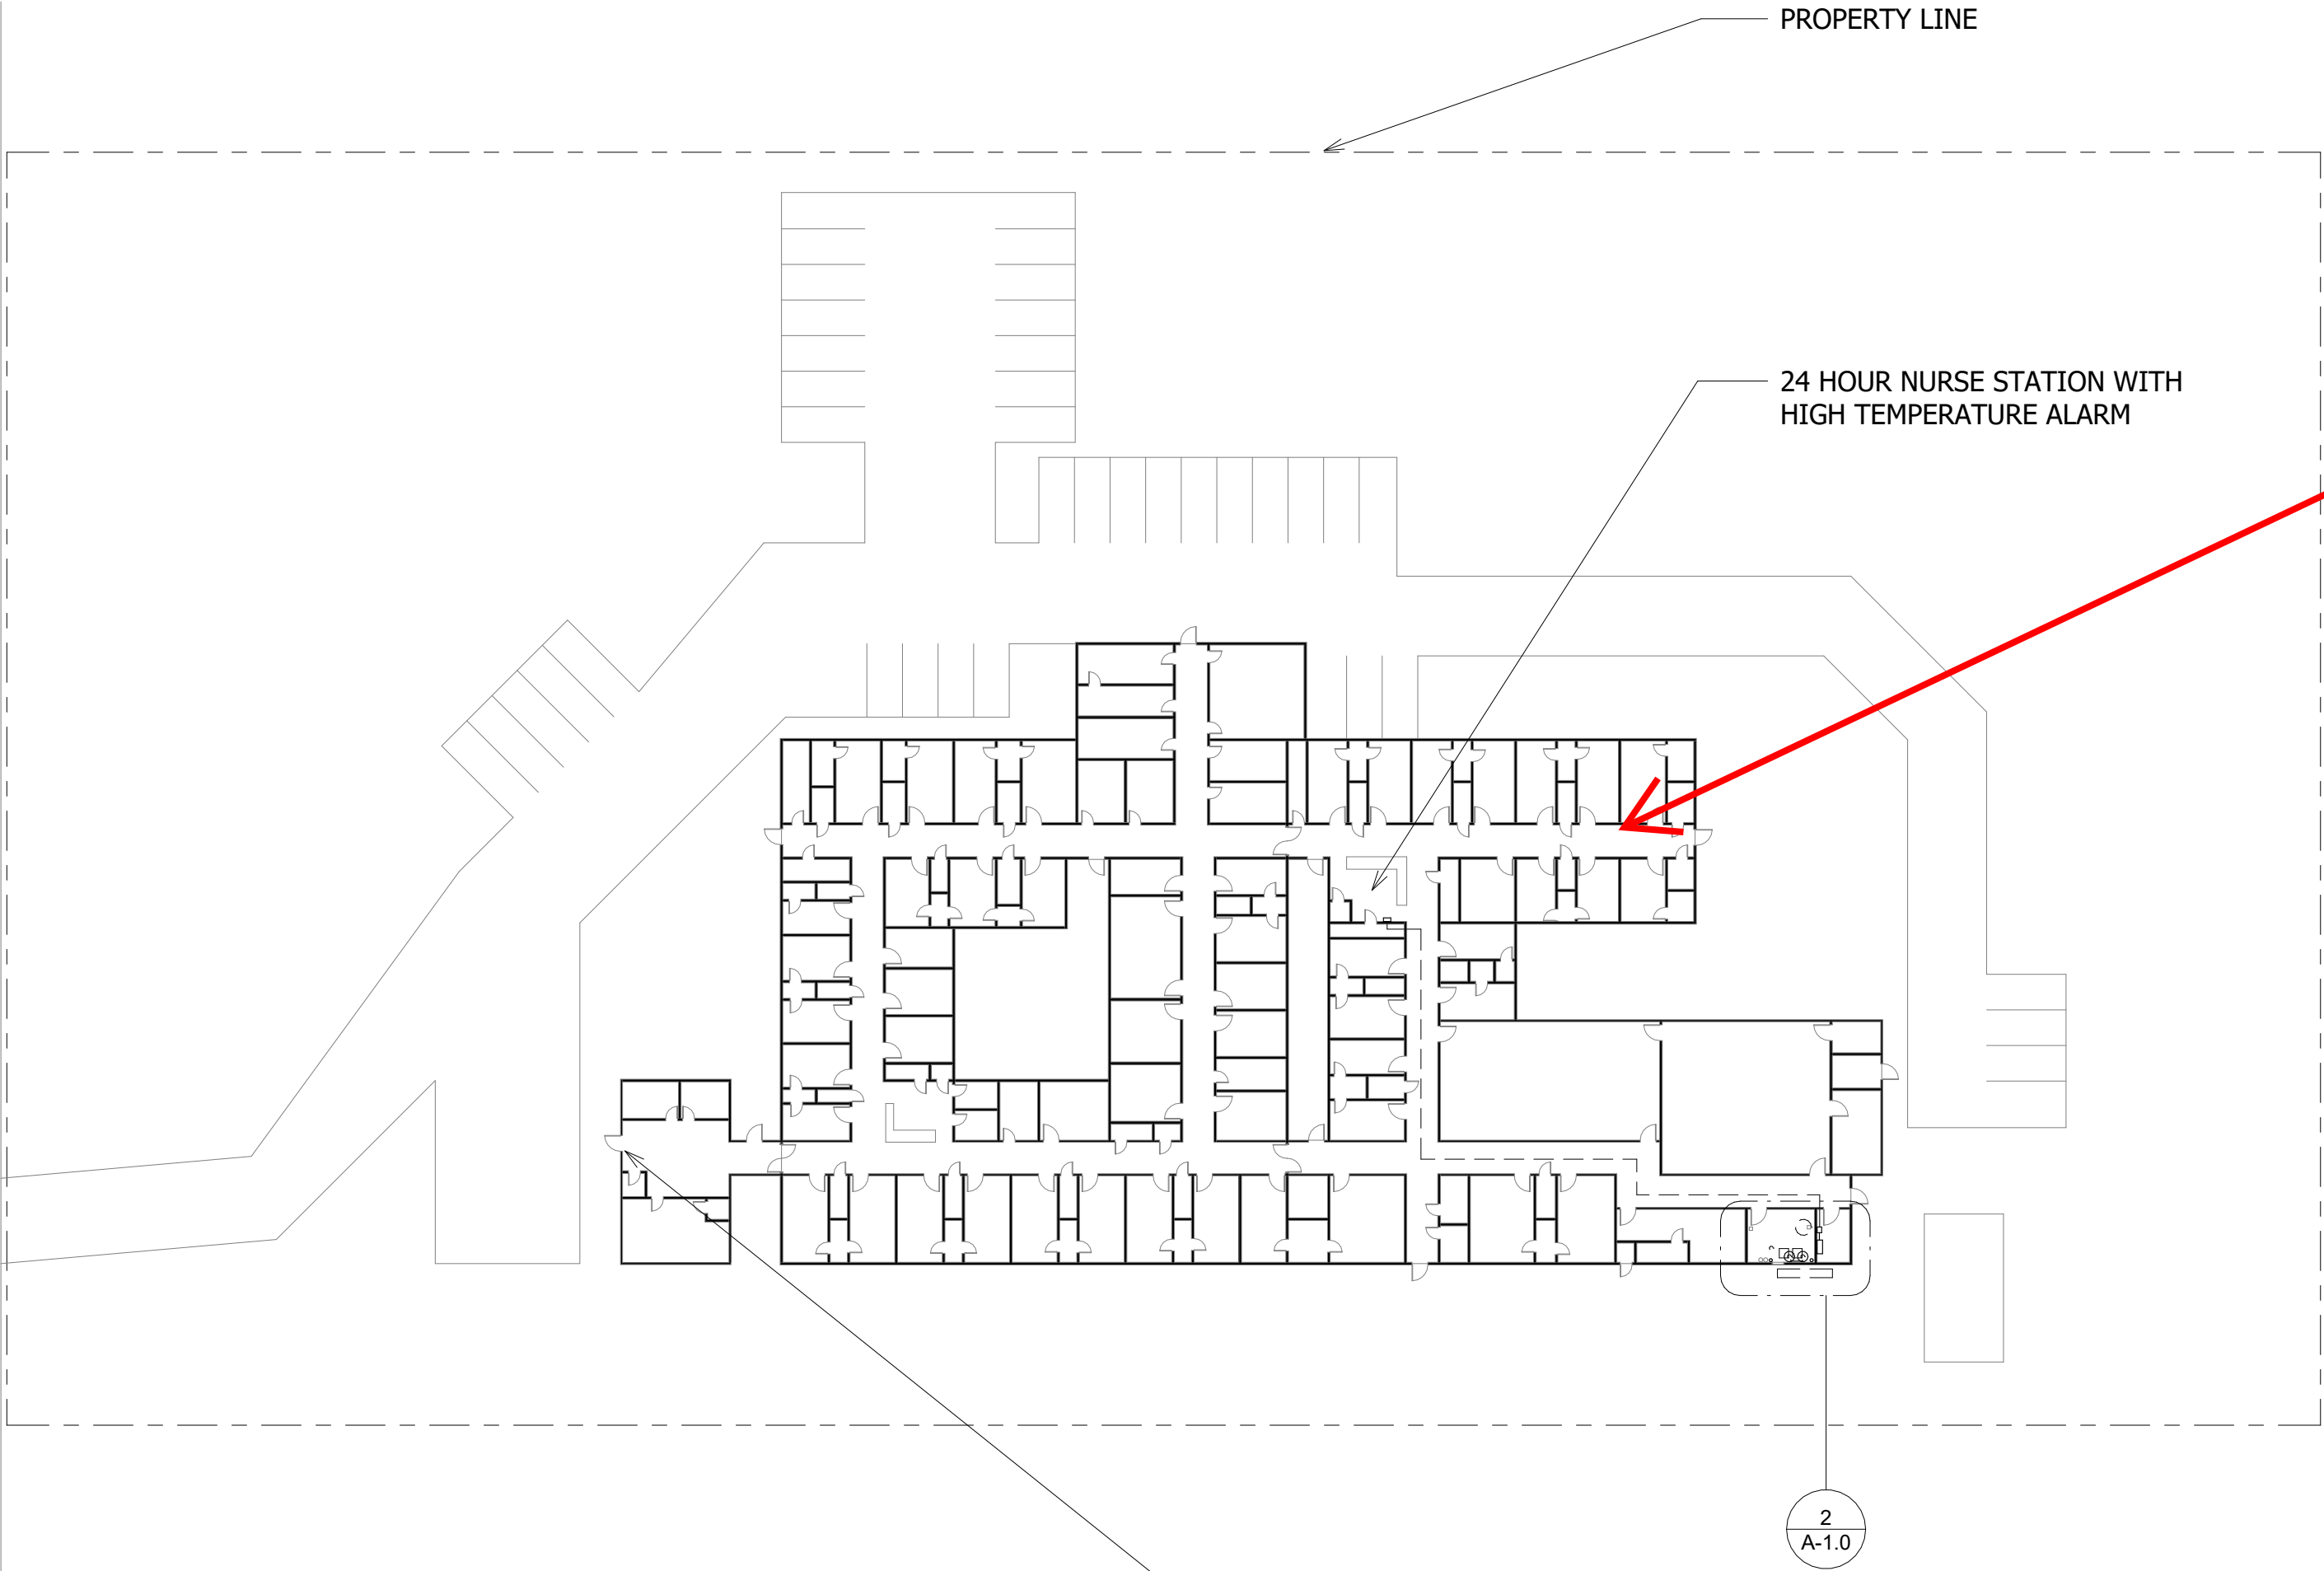 PROPERTY LINE
24 HOUR NURSE STATION WITH
HIGH TEMPERATURE ALARM
2
A-1.0